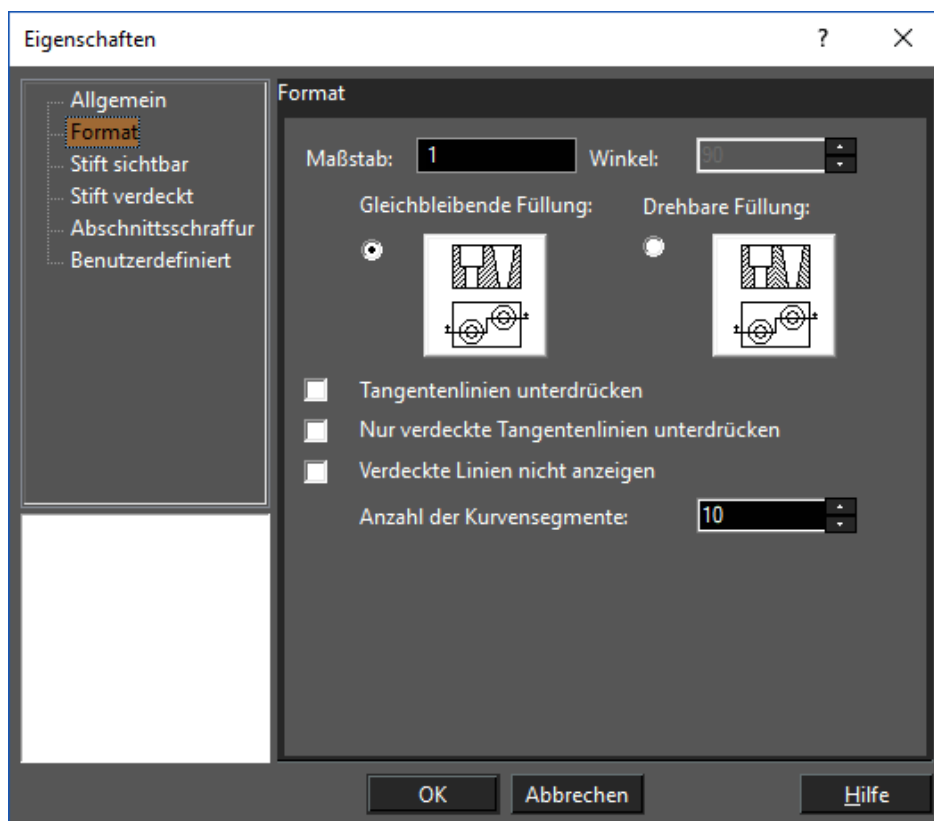 Eigenschaften
?
Allgemein
Format
Stift sichtbar
Stift verdeckt
Abschnittsschraffur
Benutzerdefiniert
Format
Maßstab: 1 Winkel: 90
Gleichbleibende Füllung: Drehbare Füllung:
Tangentenlinien unterdrücken
Nur verdeckte Tangentenlinien unterdrücken
Verdeckte Linien nicht anzeigen
Anzahl der Kurvensegmente: 10
OK Abbrechen Hilfe